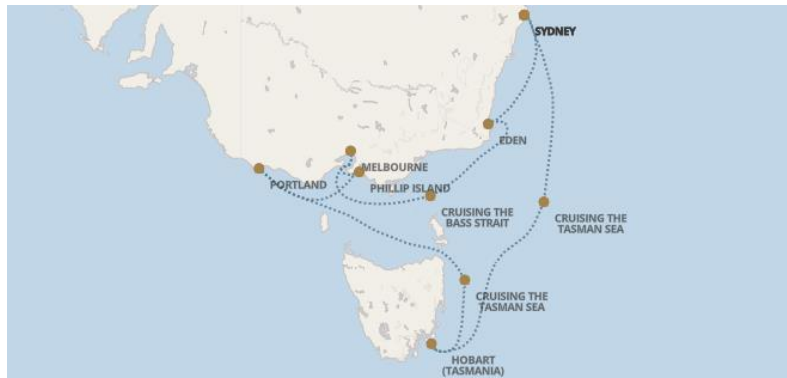 SYDNEY
EDEN
MELBOURNE
PORTLAND
PHILLIP ISLAND
CRUISING THE
BASS STRAIT
CRUISING THE
TASMAN SEA
CRUISING THE
TASMAN SEA
HOBART
(TASMANIA)